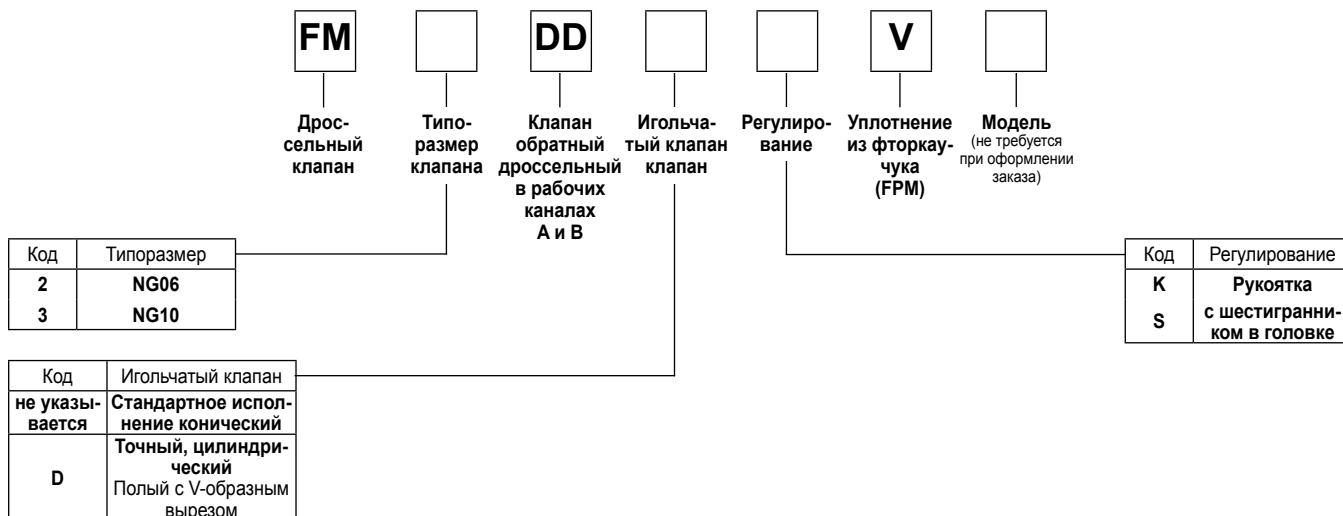 FM
DD
V
Дрос-
сельный
клапан
Типо-
размер
клапана
Клапан
обратный
дроссельный
в рабочих
каналах
А и В
Игольча-
тый клапан
клапан
Регулиро-
вание
Уплотнение
из фторкау-
чука
(FPM)
Модель
(не требуется
при оформлении
заказа)
Код Типоразмер
2 NG06
3 NG10
Код Регулирование
K Рукоятка
S с шестигранни-
ком в головке
Код Игольчатый клапан
не указы- Стандартное испол-
вается нение конический
D Точный, цилиндри-
ческий
Полый с V-образным
вырезом